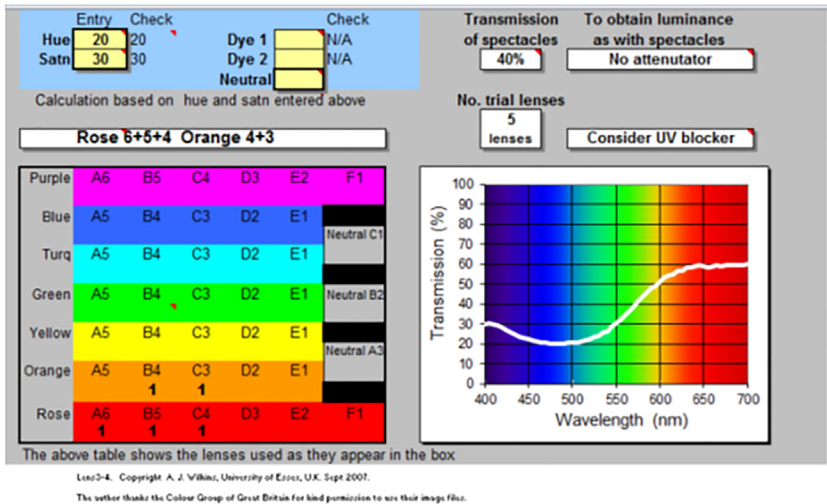 Entry Check Check Transmission To obtain luminance
Hue 20 20 Dye 1 N/A of spectacles as with spectacles
Satn 30 30 Dye 2 N/A 40% No attenutator
Neutral
Calculation based on hue and satn entered above No. trial lenses
5
Rose 6+5+4 Orange 4+3 lenses Consider UV blocker
Purple A6 B5 C4 D3 E2 F1
Blue A5 B4 C3 D2 E1
Neutral C1
Turq A5 B4 C3 D2 E1
Green A5 B4 C3 D2 E1 Neutral B2
Yellow A5 B4 C3 D2 E1
Neutral A3
Orange A5 B4 C3 D2 E1
1 1
Rose A6 B5 C4 D3 E2 F1
1 1 1
Transmission (%)
100
90
80
70
60
50
40
30
20
10
0
400 450 500 550 600 650 700
Wavelength (nm)
The above table shows the lenses used as they appear in the box
Lens3-4. Copyright A. J. Wilkins, University of Essex, U.K. Sept 2007.
The author thanks the Colour Group of Great Britain for kind permission to use their image files.